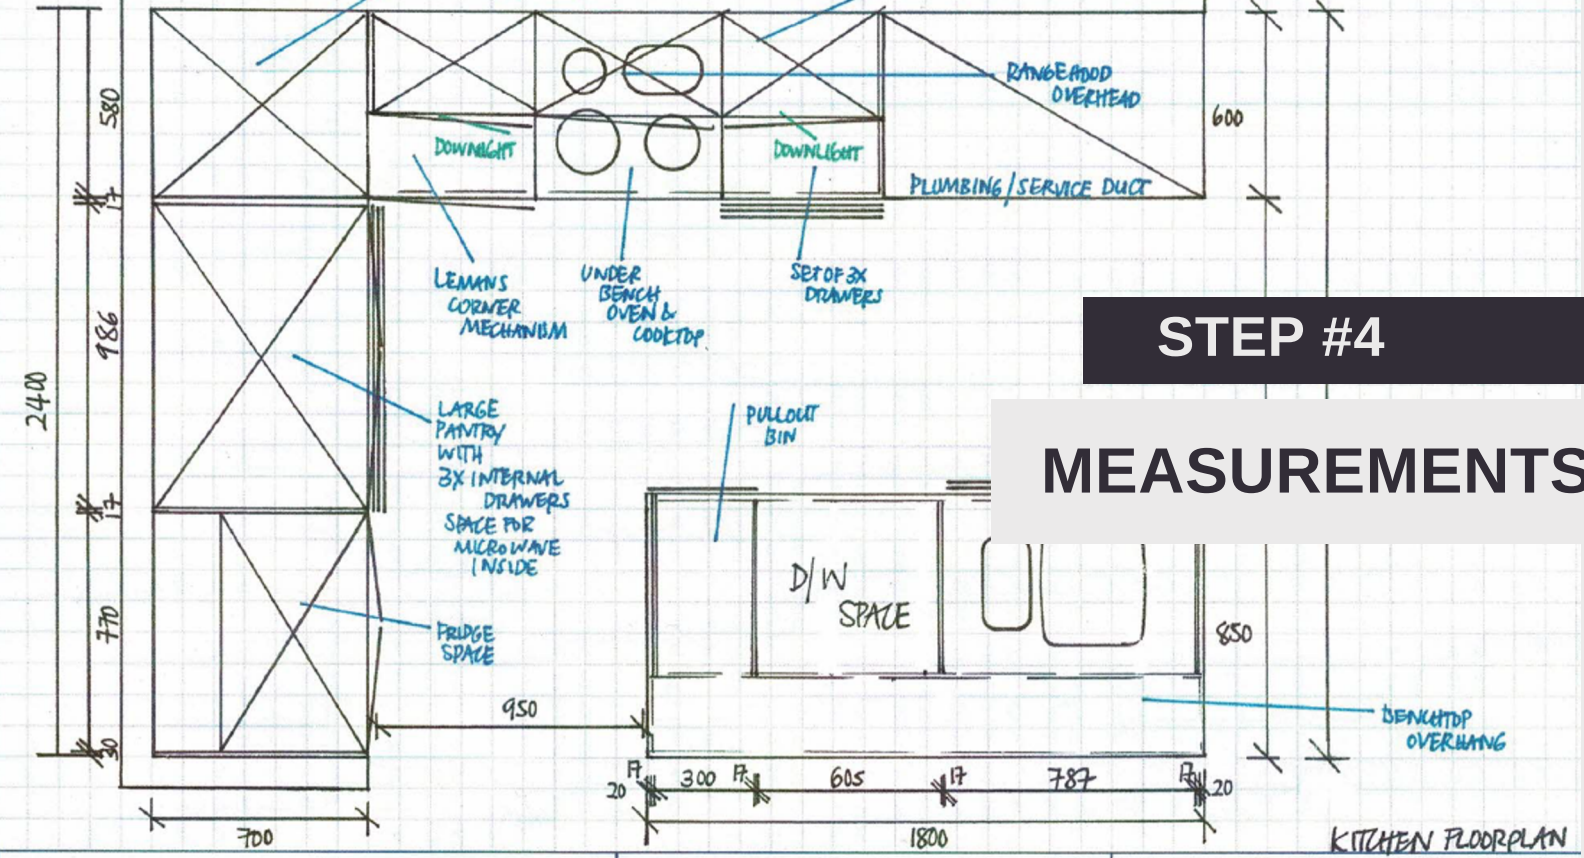 580
17
986
17
770
30
2400
700
DOWNLIGHT
DOWNLIGHT
RANGEHOOD
OVERHEAD
PLUMBING/SERVICE DUCT
600
LEMANS
CORNER
MECHANISM
UNDER
BENCH
OVEN &
COOKTOP
SET OF 3X
DRAWERS
STEP #4
MEASUREMENTS
LARGE
PANTRY
WITH
3X INTERNAL
DRAWERS
SPACE FOR
MICROWAVE
INSIDE
PULLOUT
BIN
D/W
SPACE
FRIDGE
SPACE
850
950
BENCHTOP
OVERHANG
20 17 300 17 605 17 787 17 20
1800
KITCHEN FLOORPLAN